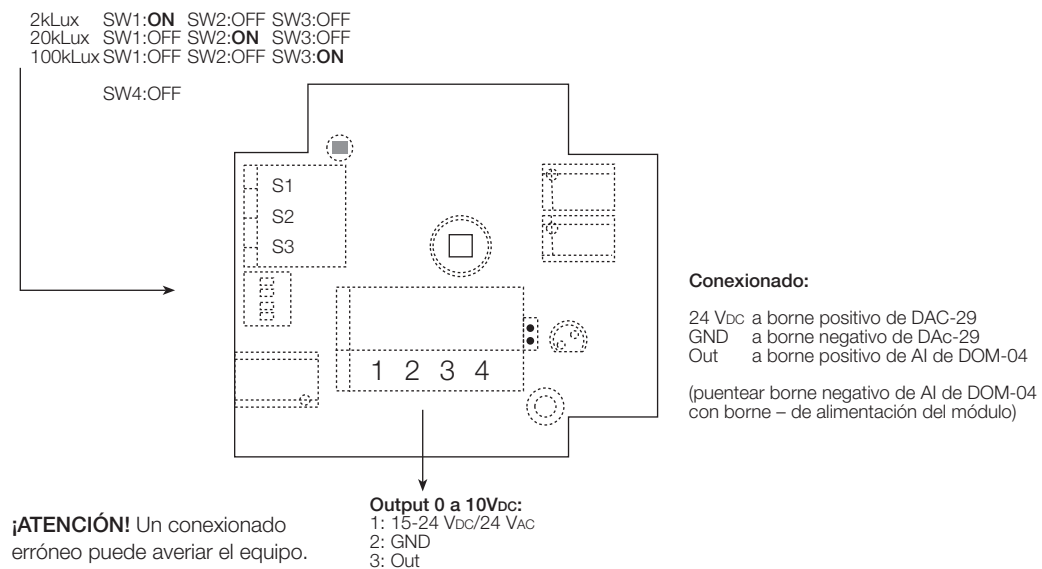 2kLux SW1:ON SW2:OFF SW3:OFF
20kLux SW1:OFF SW2:ON SW3:OFF
100kLux SW1:OFF SW2:OFF SW3:ON
SW4:OFF
S1
S2
S3
1 2 3 4
Conexionado:
24 VDC a borne positivo de DAC-29
GND a borne negativo de DAc-29
Out a borne positivo de AI de DOM-04
(puentear borne negativo de AI de DOM-04
con borne – de alimentación del módulo)
¡ATENCIÓN! Un conexionado
erróneo puede averiar el equipo.
Output 0 a 10VDC:
1: 15-24 VDC/24 VAC
2: GND
3: Out